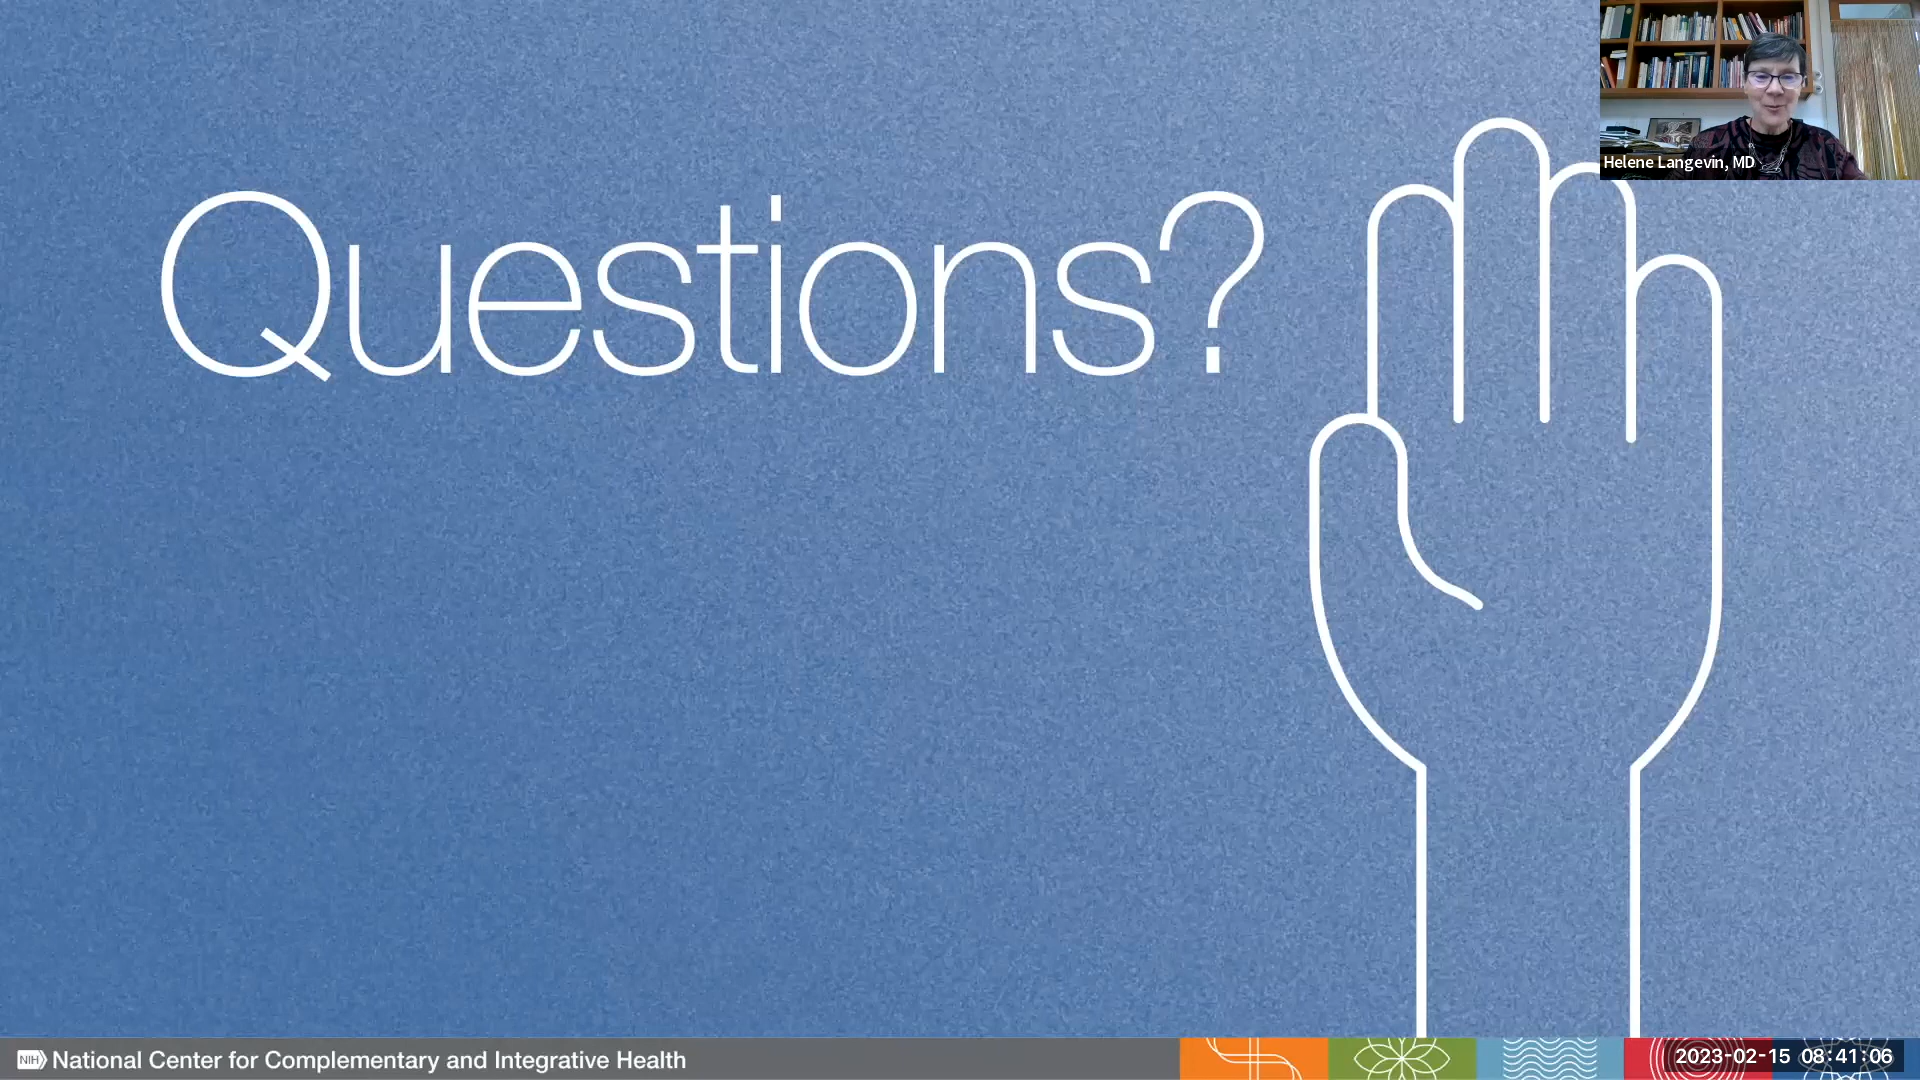 Questions?
Helene Langevin, MD
NIH National Center for Complementary and Integrative Health
2023-02-15 08:41:06